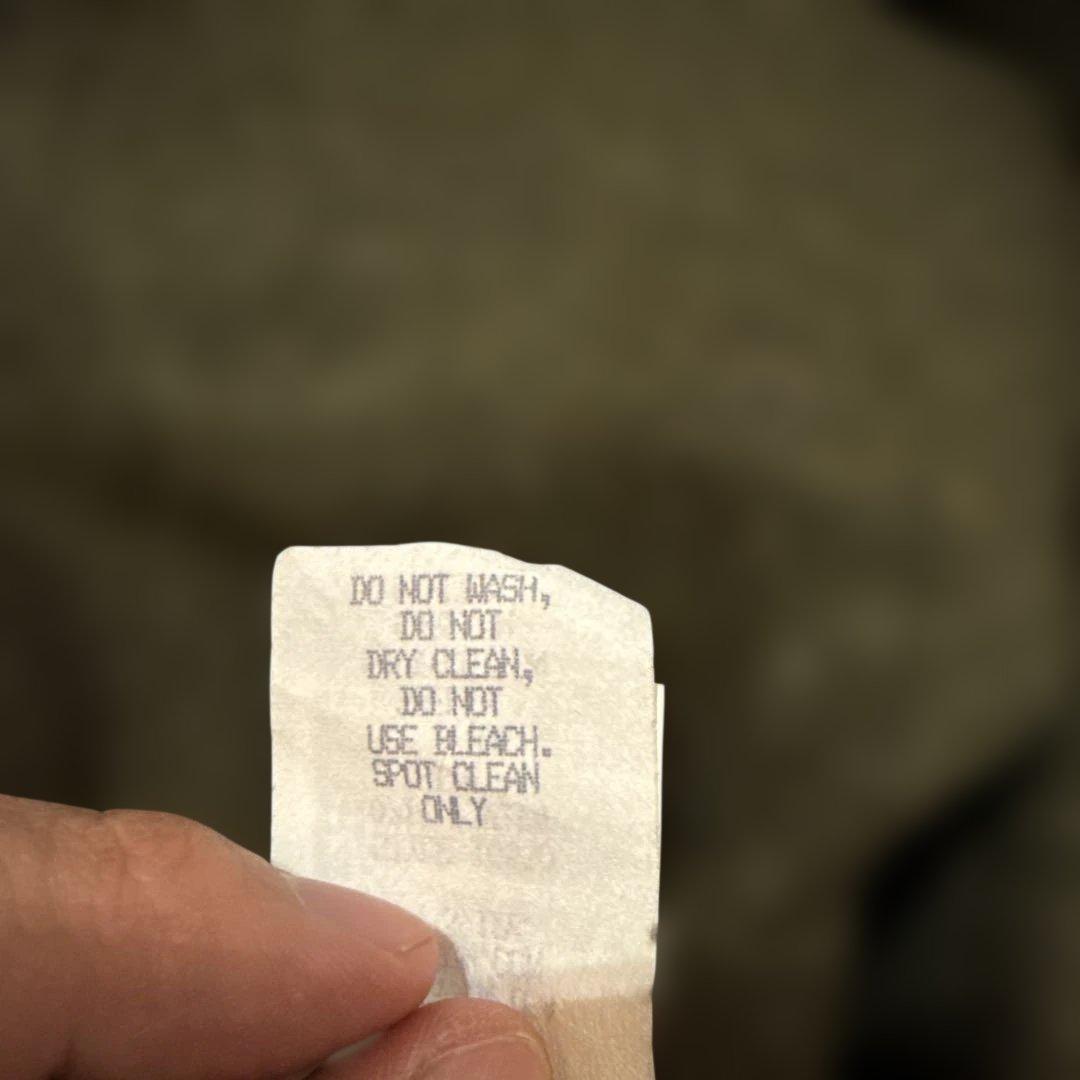 DO NOT WASH,
DO NOT
DRY CLEAN,
DO NOT
USE BLEACH.
SPOT CLEAN
ONLY